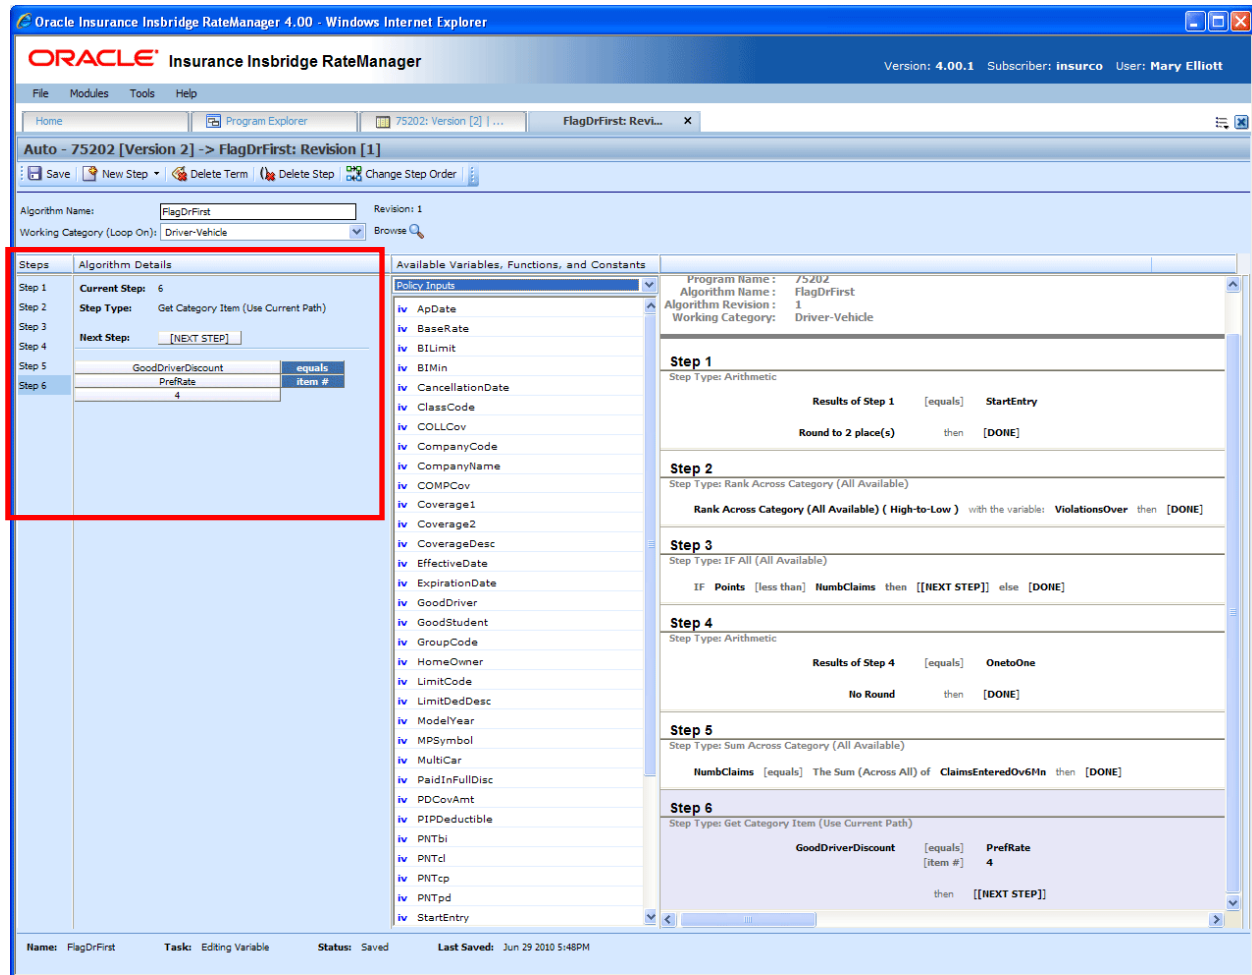 Oracle Insurance Insbridge RateManager 4.00 - Windows Internet Explorer
ORACLE Insurance Insbridge RateManager
Version: 4.00.1 Subscriber: insurco User: Mary Elliott
File Modules Tools Help
Home Program Explorer 75202: Version [2] | ... FlagDrFirst: Revi... X
Auto - 75202 [Version 2] -> FlagDrFirst: Revision [1]
Save New Step Delete Term Delete Step Change Step Order
Algorithm Name: FlagDrFirst Revision: 1
Working Category (Loop On): Driver-Vehicle Browse
Steps
Step 1
Step 2
Step 3
Step 4
Step 5
Step 6
Algorithm Details
Current Step: 6
Step Type: Get Category Item (Use Current Path)
Next Step: [NEXT STEP]
GoodDriverDiscount equals
PrefRate item #
4
Available Variables, Functions, and Constants
Policy Inputs
iv ApDate
iv BaseRate
iv BILimit
iv BIMin
iv CancellationDate
iv ClassCode
iv COLLCov
iv CompanyCode
iv CompanyName
iv COMPCov
iv Coverage1
iv Coverage2
iv CoverageDesc
iv EffectiveDate
iv ExpirationDate
iv GoodDriver
iv GoodStudent
iv GroupCode
iv HomeOwner
iv LimitCode
iv LimitDedDesc
iv ModelYear
iv MPSymbol
iv MultiCar
iv PaidInFullDisc
iv PDCovAmt
iv PIPDeductible
iv PNTbi
iv PNTcl
iv PNTcp
iv PNTpd
iv StartEntry
Program Name : 75202
Algorithm Name : FlagDrFirst
Algorithm Revision : 1
Working Category: Driver-Vehicle
Step 1
Step Type: Arithmetic
Results of Step 1 [equals] StartEntry
Round to 2 place(s) then [DONE]
Step 2
Step Type: Rank Across Category (All Available)
Rank Across Category (All Available) ( High-to-Low ) with the variable: ViolationsOver then [DONE]
Step 3
Step Type: IF All (All Available)
IF Points [less than] NumbClaims then [[NEXT STEP]] else [DONE]
Step 4
Step Type: Arithmetic
Results of Step 4 [equals] OnetoOne
No Round then [DONE]
Step 5
Step Type: Sum Across Category (All Available)
NumbClaims [equals] The Sum (Across All) of ClaimsEnteredOv6Mn then [DONE]
Step 6
Step Type: Get Category Item (Use Current Path)
GoodDriverDiscount [equals] PrefRate
[item #] 4
then [[NEXT STEP]]
Name: FlagDrFirst Task: Editing Variable Status: Saved Last Saved: Jun 29 2010 5:48PM